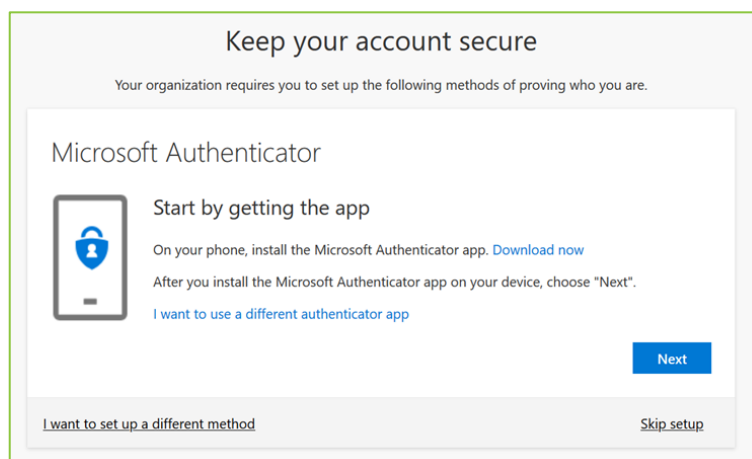 Keep your account secure
Your organization requires you to set up the following methods of proving who you are.
Microsoft Authenticator
Start by getting the app
On your phone, install the Microsoft Authenticator app. Download now
After you install the Microsoft Authenticator app on your device, choose "Next".
I want to use a different authenticator app
Next
I want to set up a different method
Skip setup